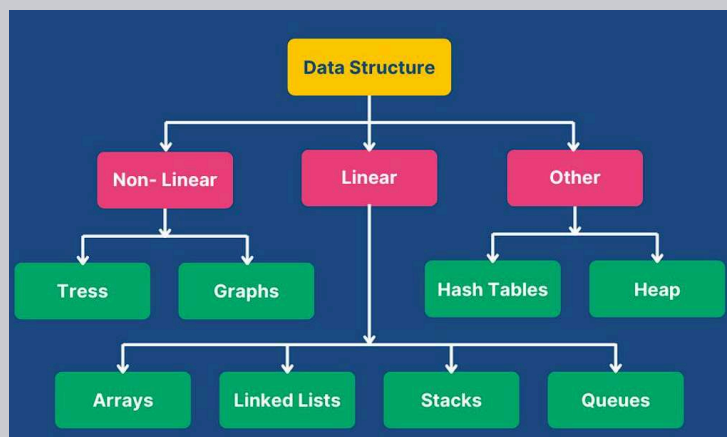 Data Structure
Non- Linear
Linear
Other
Tress
Graphs
Hash Tables
Heap
Arrays
Linked Lists
Stacks
Queues